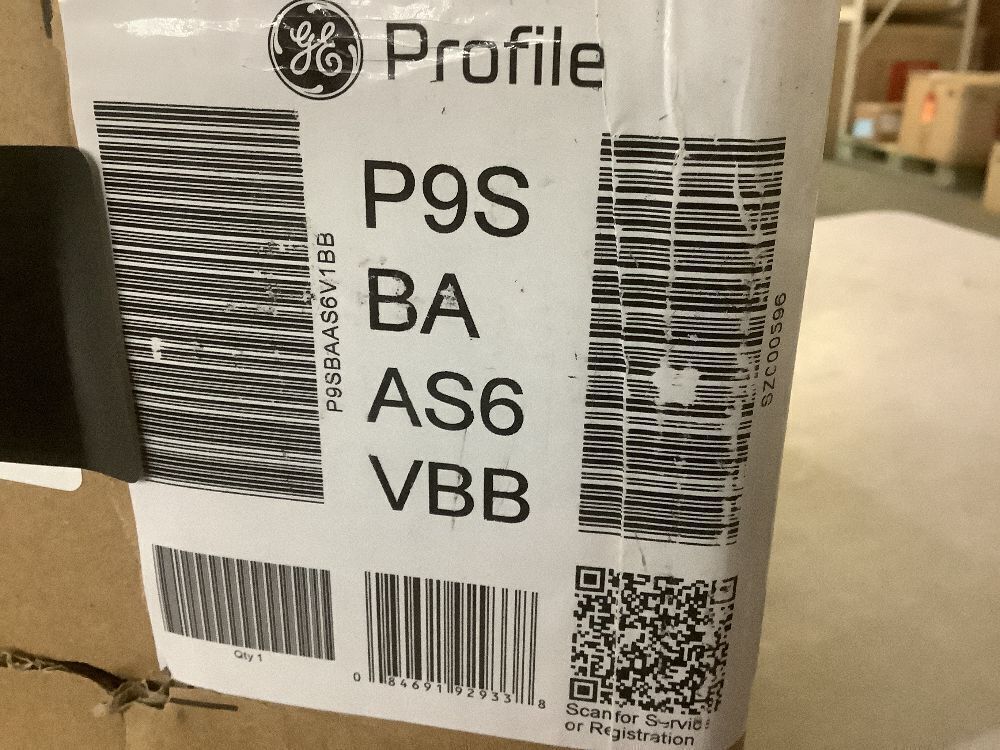 GE Profile
P9SBAAS6V1BB
P9S
BA
AS6
VBB
SZC00596
Qty 1
0 84691 92933 8
Scan for Service
or Registration